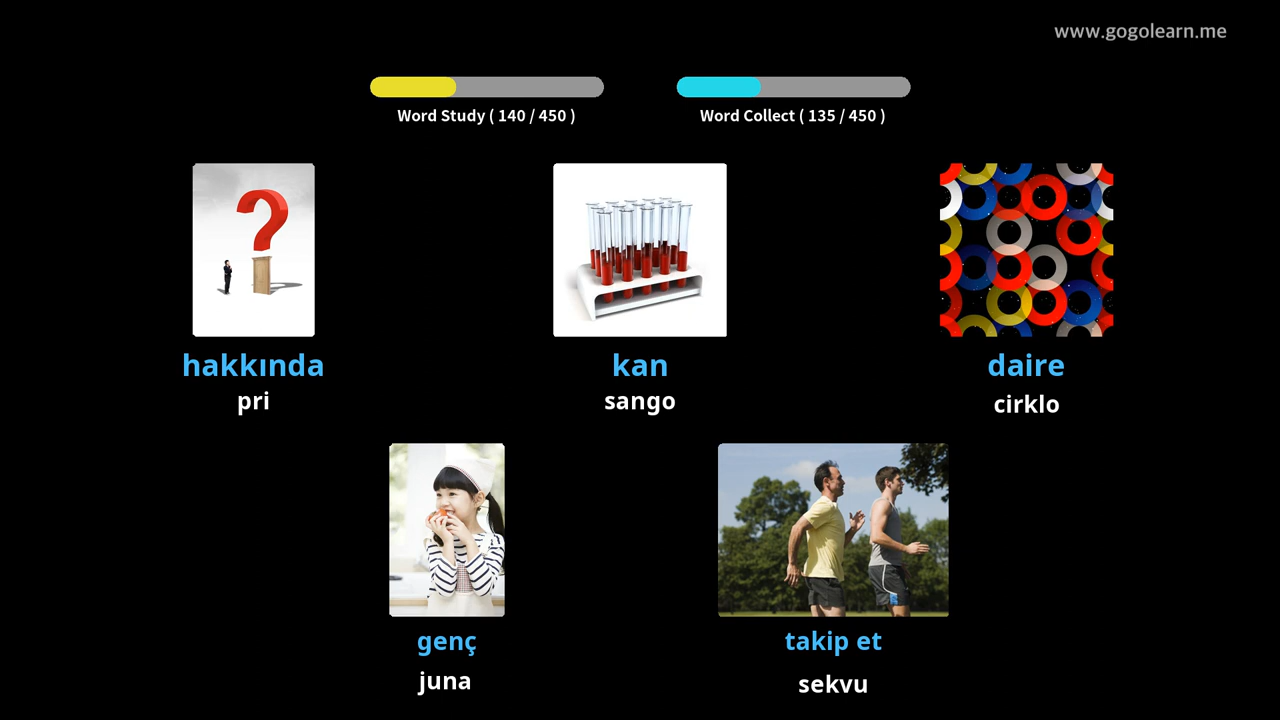 www.gogolearn.me
Word Study ( 140 / 450 )
Word Collect ( 135 / 450 )
hakkında
pri
kan
sango
daire
cirklo
genç
juna
takip et
sekvu